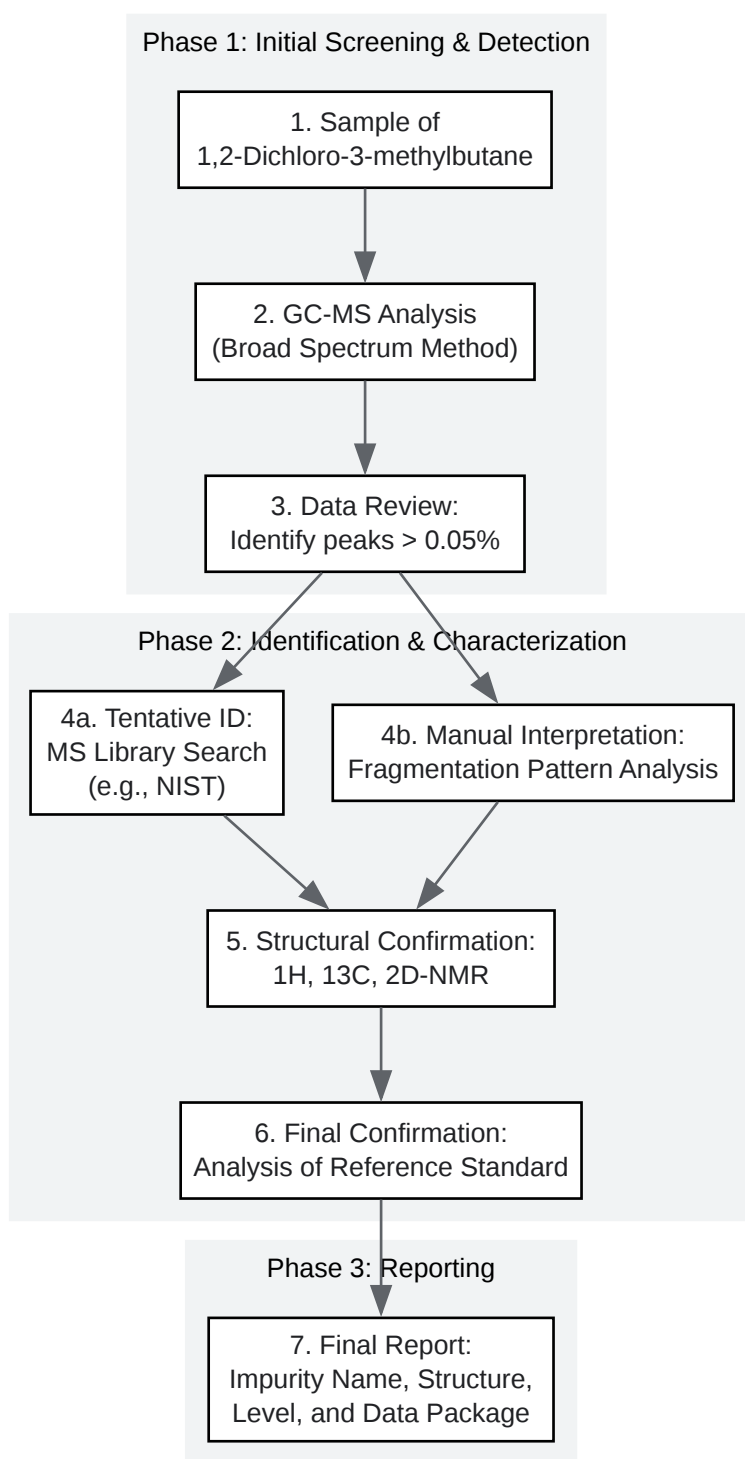 Phase 1: Initial Screening & Detection
1. Sample of
1,2-Dichloro-3-methylbutane
2. GC-MS Analysis
(Broad Spectrum Method)
3. Data Review:
Identify peaks > 0.05%
Phase 2: Identification & Characterization
4a. Tentative ID:
MS Library Search
(e.g., NIST)
4b. Manual Interpretation:
Fragmentation Pattern Analysis
5. Structural Confirmation:
1H, 13C, 2D-NMR
6. Final Confirmation:
Analysis of Reference Standard
Phase 3: Reporting
7. Final Report:
Impurity Name, Structure,
Level, and Data Package